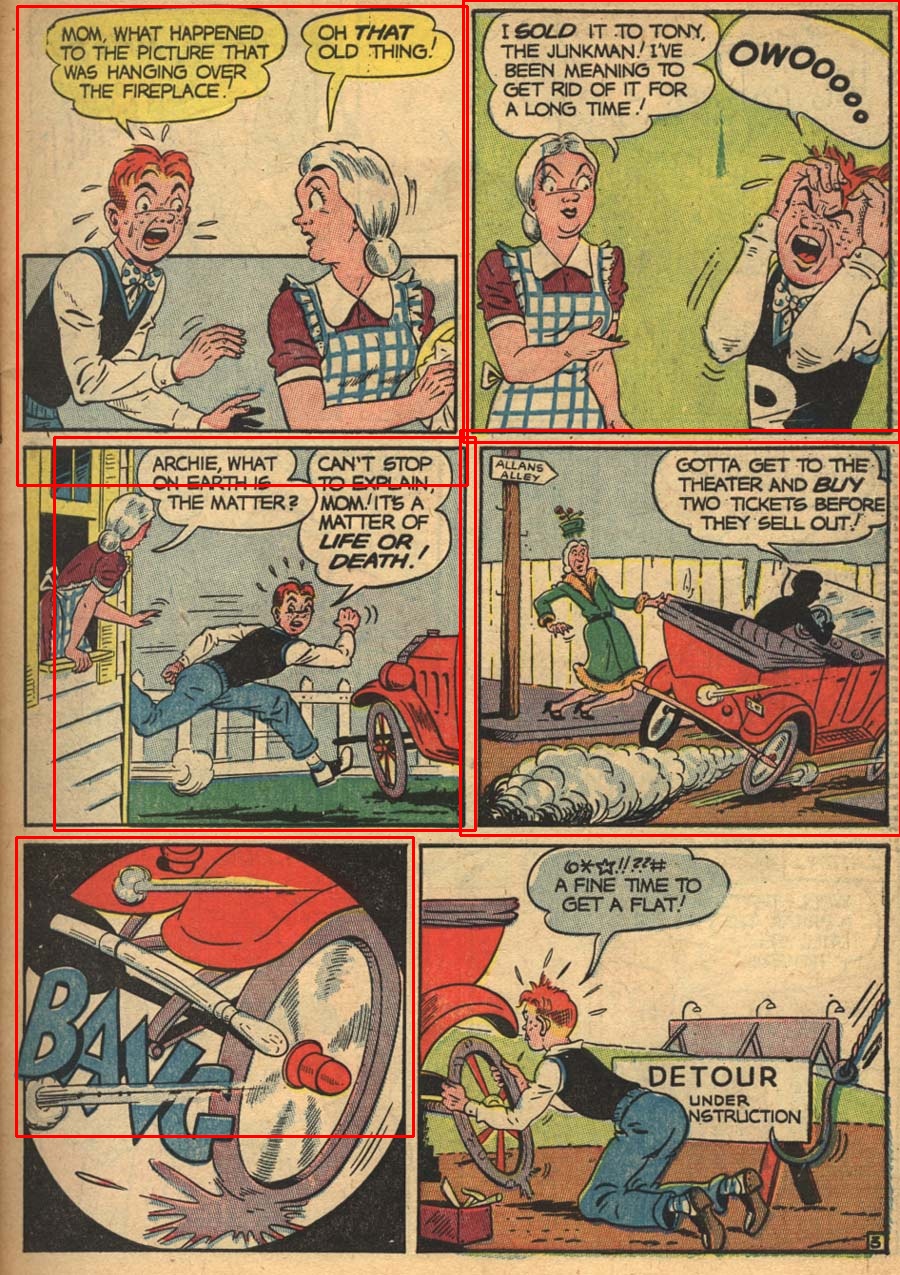 MOM, WHAT HAPPENED
TO THE PICTURE THAT
WAS HANGING OVER
THE FIREPLACE!
OH THAT
OLD THING!
I SOLD IT TO TONY,
THE JUNKMAN! I'VE
BEEN MEANING TO
GET RID OF IT FOR
A LONG TIME!
OWOOOOO
ARCHIE, WHAT
ON EARTH IS
THE MATTER?
CAN'T STOP
TO EXPLAIN,
MOM! IT'S A
MATTER OF
LIFE OR
DEATH!
ALLANS
ALLEY
GOTTA GET TO THE
THEATER AND BUY
TWO TICKETS BEFORE
THEY SELL OUT!
BANG
@*☆!!??#
A FINE TIME TO
GET A FLAT!
DETOUR
UNDER
NSTRUCTION
3